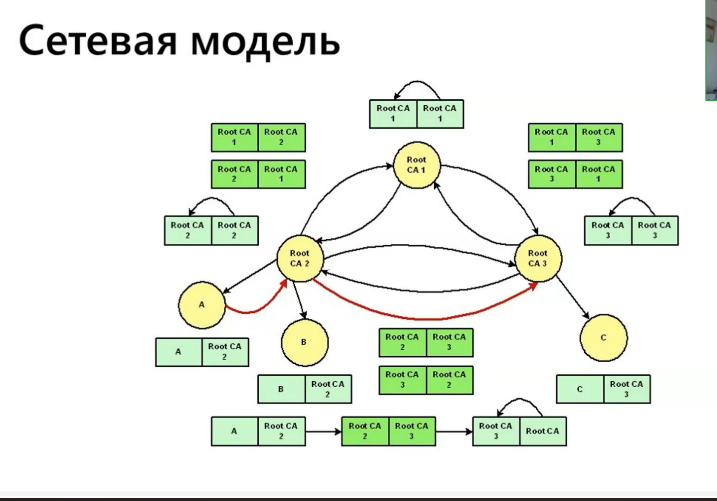 Сетевая модель
Root CA 1 Root CA 1
Root CA 1 Root CA 2
Root CA 1 Root CA 3
Root CA 2 Root CA 1
Root CA 1
Root CA 3 Root CA 1
Root CA 2 Root CA 2
Root CA 3 Root CA 3
Root CA 2
Root CA 3
A
B
C
A Root CA 2
Root CA 2 Root CA 3
Root CA 3 Root CA 2
B Root CA 2
C Root CA 3
A Root CA 2
Root CA 2 Root CA 3
Root CA 3 Root CA